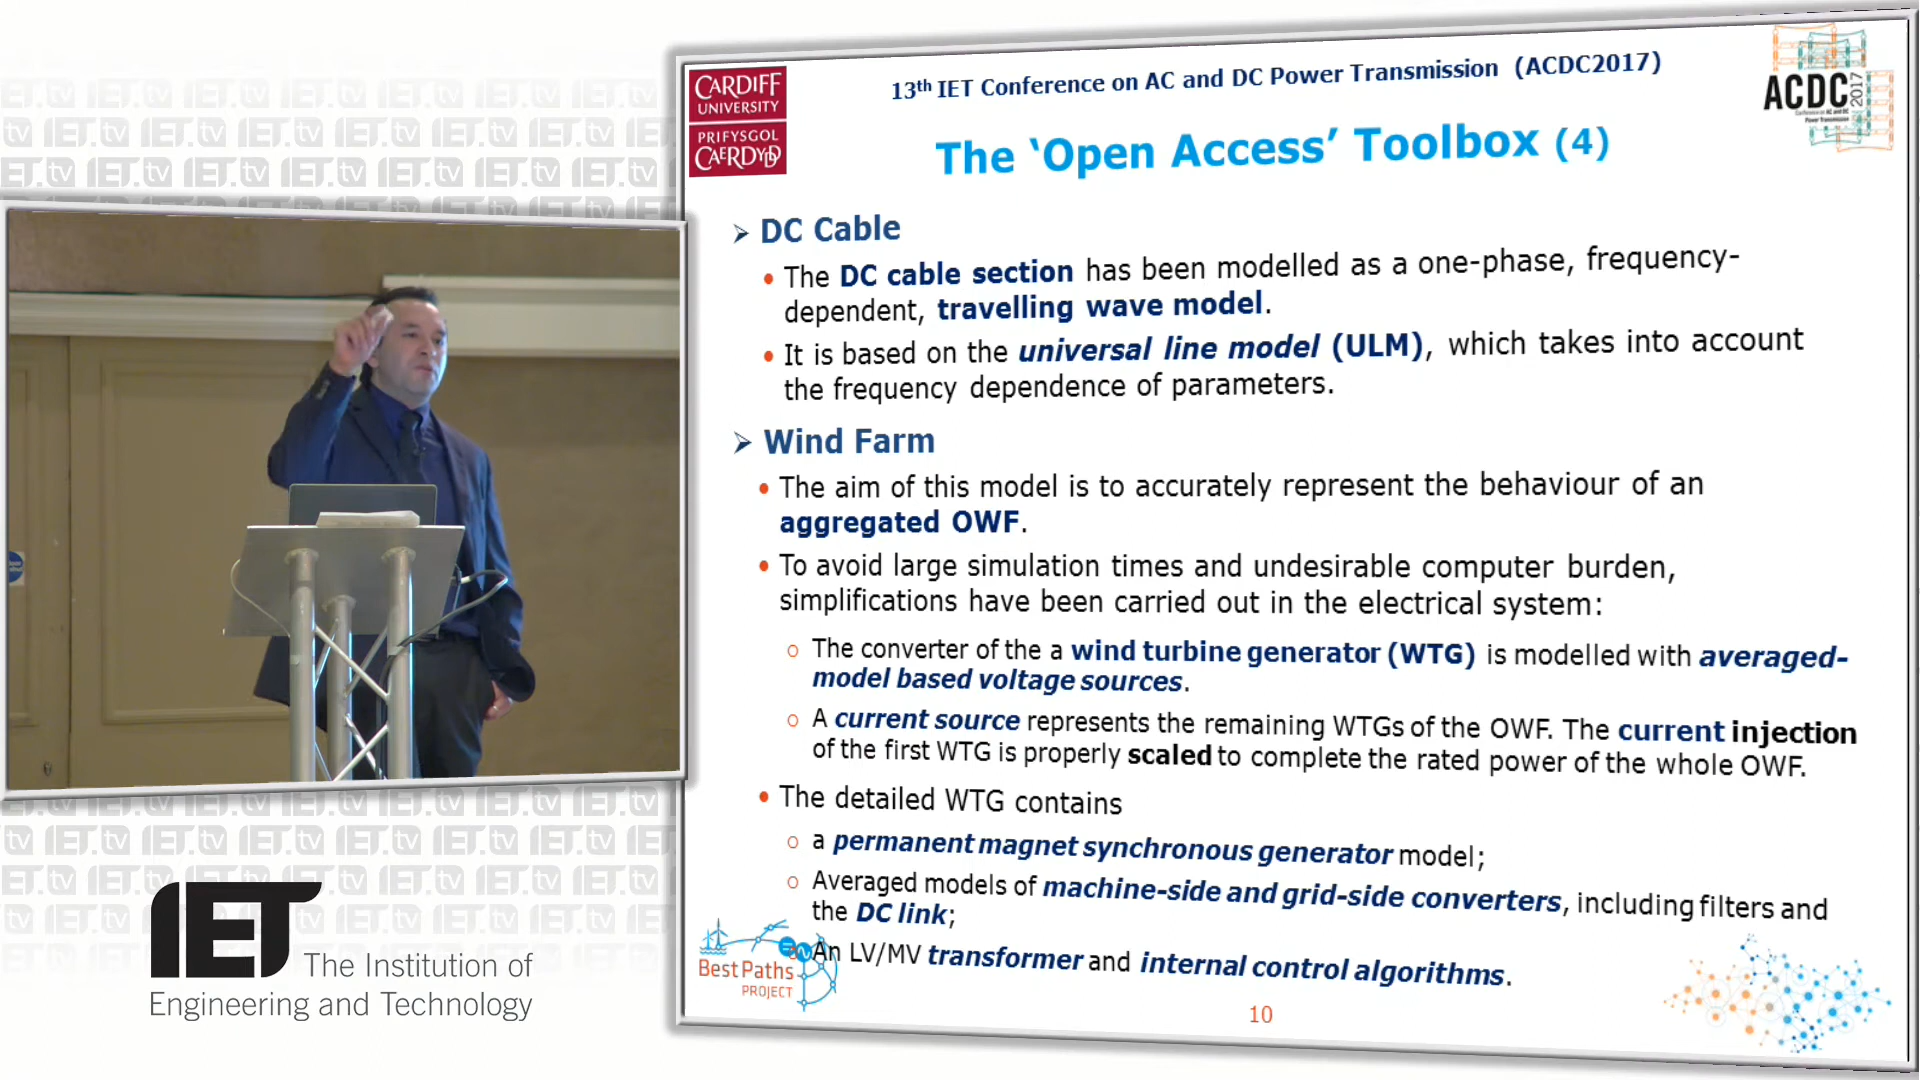 CARDIFF
UNIVERSITY
PRIFYSGOL
CAERDYDD
13th IET Conference on AC and DC Power Transmission (ACDC2017)
ACDC 2017
The ‘Open Access’ Toolbox (4)
➢ DC Cable
• The DC cable section has been modelled as a one-phase, frequency-
dependent, travelling wave model.
• It is based on the universal line model (ULM), which takes into account
the frequency dependence of parameters.
➢ Wind Farm
• The aim of this model is to accurately represent the behaviour of an
aggregated OWF.
• To avoid large simulation times and undesirable computer burden,
simplifications have been carried out in the electrical system:
o The converter of the a wind turbine generator (WTG) is modelled with averaged-
model based voltage sources.
o A current source represents the remaining WTGs of the OWF. The current injection
of the first WTG is properly scaled to complete the rated power of the whole OWF.
• The detailed WTG contains
o a permanent magnet synchronous generator model;
o Averaged models of machine-side and grid-side converters, including filters and
the DC link;
An LV/MV transformer and internal control algorithms.
Best Paths
PROJECT
10
IET
The Institution of
Engineering and Technology